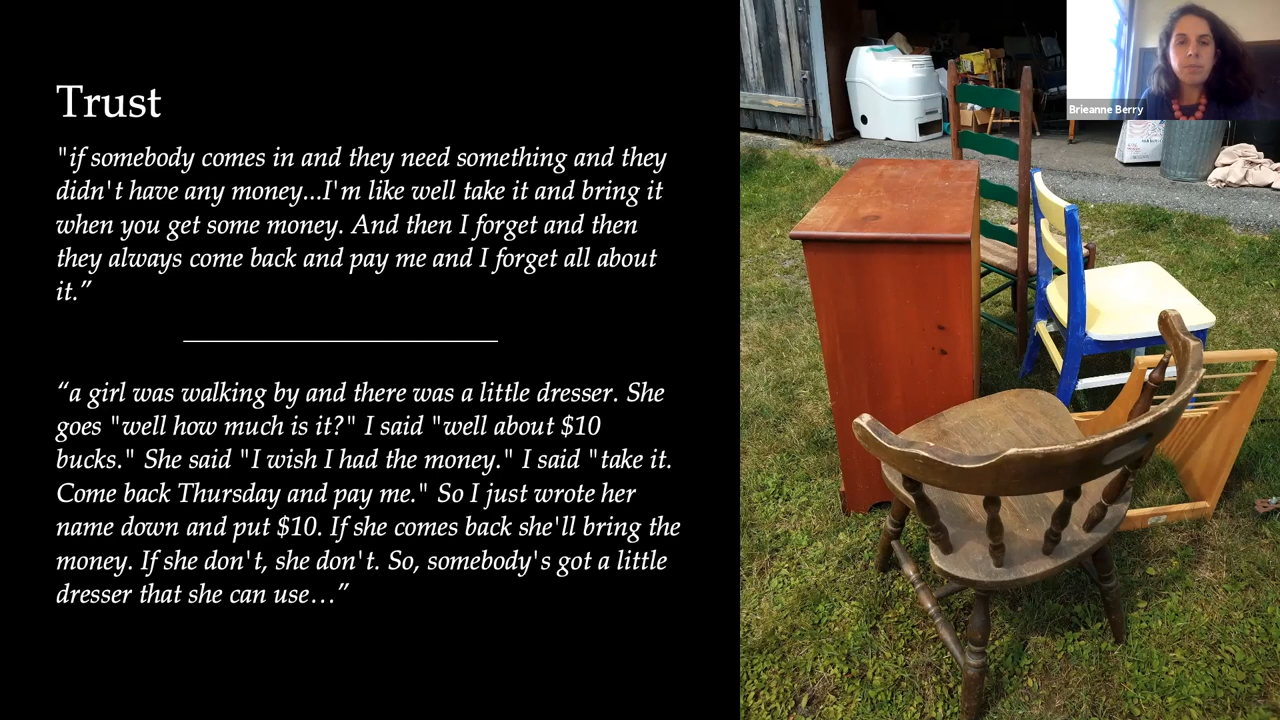 Trust
"if somebody comes in and they need something and they
didn't have any money...I'm like well take it and bring it
when you get some money. And then I forget and then
they always come back and pay me and I forget all about
it.”
“a girl was walking by and there was a little dresser. She
goes "well how much is it?" I said "well about $10
bucks." She said "I wish I had the money." I said "take it.
Come back Thursday and pay me." So I just wrote her
name down and put $10. If she comes back she'll bring the
money. If she don't, she don't. So, somebody's got a little
dresser that she can use…”
Brieanne Berry